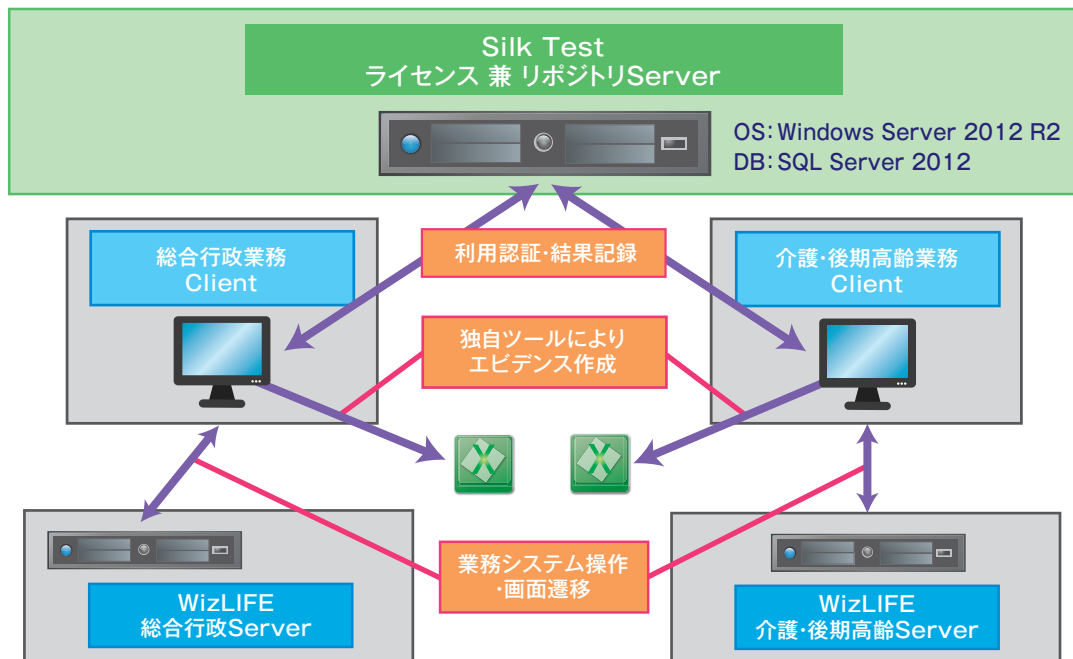 Silk Test
ライセンス 兼 リポジトリServer
OS:Windows Server 2012 R2
DB:SQL Server 2012
総合行政業務
Client
利用認証・結果記録
介護・後期高齢業務
Client
独自ツールにより
エビデンス作成
X
X
業務システム操作
・画面遷移
WizLIFE
総合行政Server
WizLIFE
介護・後期高齢Server